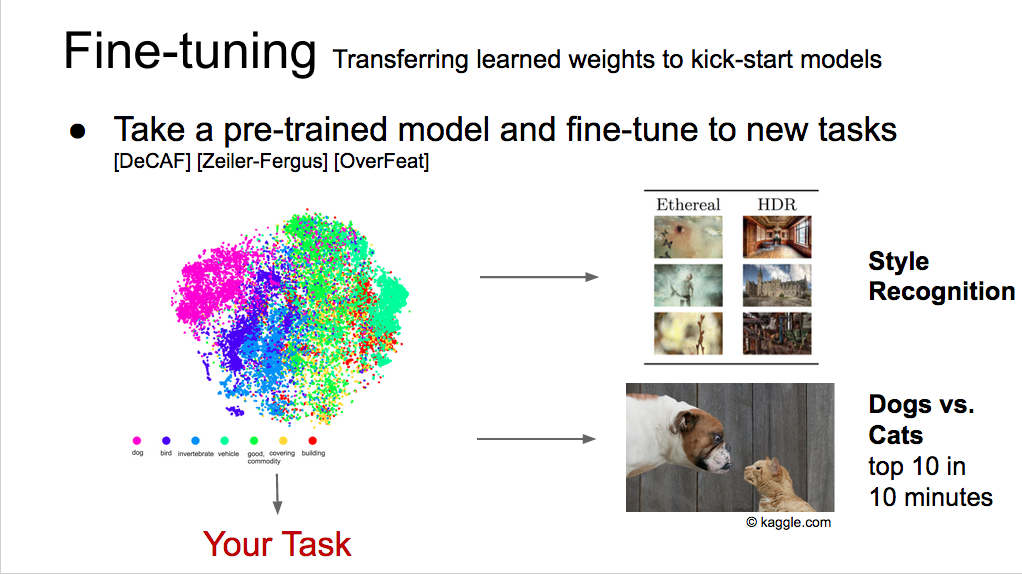 Fine-tuning Transferring learned weights to kick-start models
● Take a pre-trained model and fine-tune to new tasks
[DeCAF] [Zeiler-Fergus] [OverFeat]
Ethereal HDR
Style
Recognition
Dogs vs.
Cats
top 10 in
10 minutes
© kaggle.com
dog bird invertebrate vehicle good, covering building
commodity
Your Task